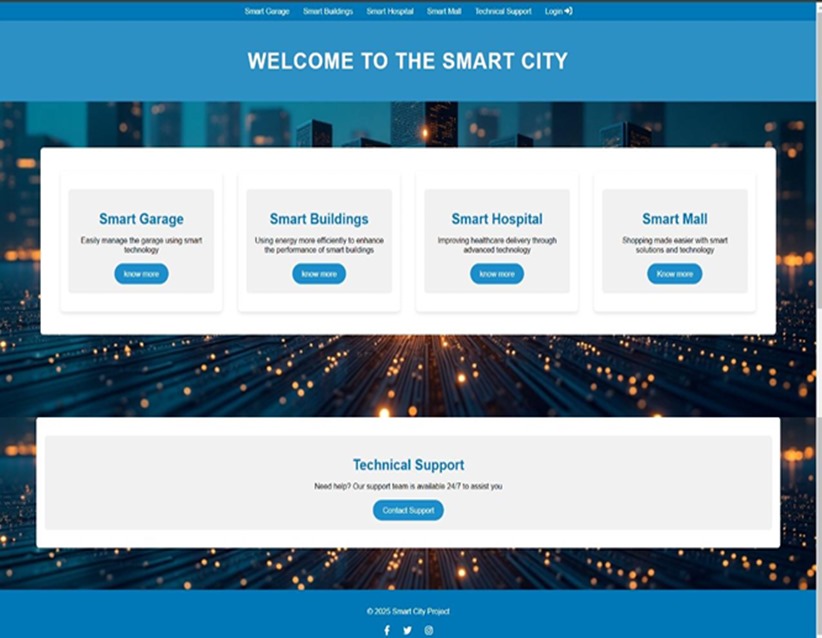 Smart Garage Smart Buildings Smart Hospital Smart Mall Technical Support Login
WELCOME TO THE SMART CITY
Smart Garage
Easily manage the garage using smart
technology
know more
Smart Buildings
Using energy more efficiently to enhance
the performance of smart buildings
know more
Smart Hospital
Improving healthcare delivery through
advanced technology
know more
Smart Mall
Shopping made easier with smart
solutions and technology
Know more
Technical Support
Need help? Our support team is available 24/7 to assist you
Contact Support
© 2025 Smart City Project